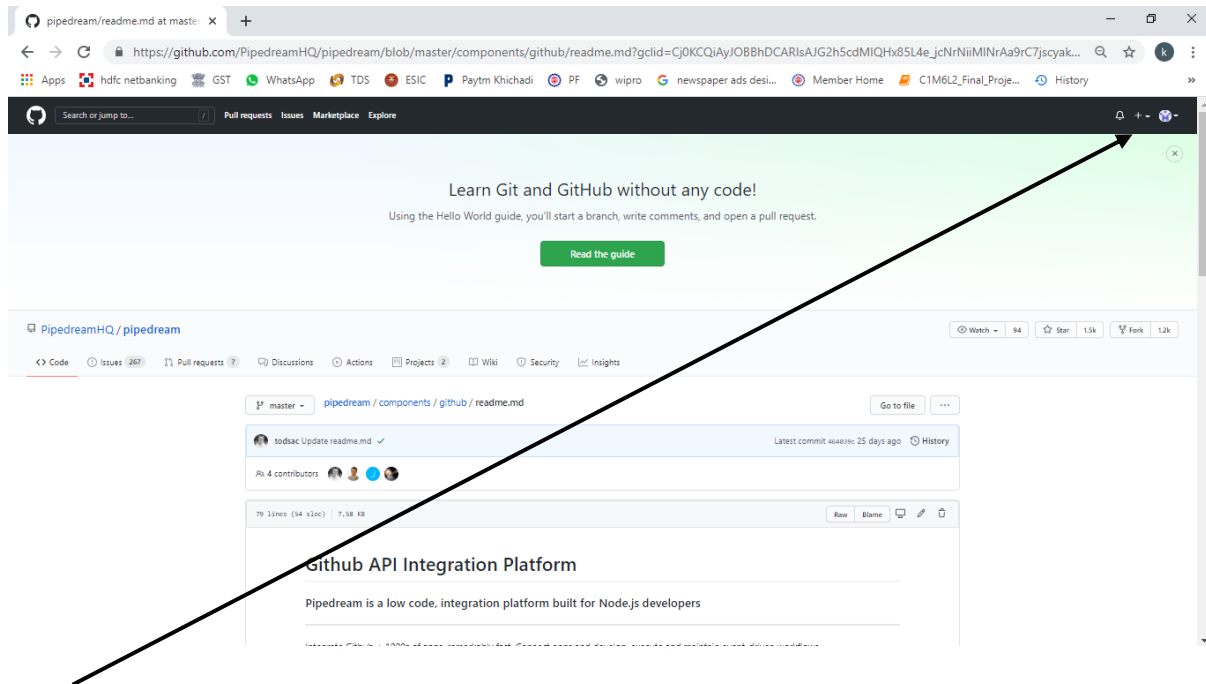 pipedream/readme.md at master
https://github.com/PipedreamHQ/pipedream/blob/master/components/github/readme.md?gclid=Cj0KCQiAyJOBBhDCARIsAJG2h5cdMIQHx85L4e_jcNrNiiMINrAa9rC7jscyak... k
Apps hdfc netbanking GST WhatsApp TDS ESIC Paytm Khichadi PF wipro newspaper ads desi... Member Home C1M6L2_Final_Proje... History »
Search or jump to... / Pull requests Issues Marketplace Explore
Learn Git and GitHub without any code!
Using the Hello World guide, you'll start a branch, write comments, and open a pull request.
Read the guide
PipedreamHQ / pipedream Watch 94 Star 1.5k Fork 1.2k
Code Issues 267 Pull requests 7 Discussions Actions Projects 2 Wiki Security Insights
master pipedream / components / github / readme.md Go to file ...
todsac Update readme.md Latest commit 25 days ago History
4 contributors
79 lines (54 sloc) | 7.58 KB Raw Blame
Github API Integration Platform
Pipedream is a low code, integration platform built for Node.js developers